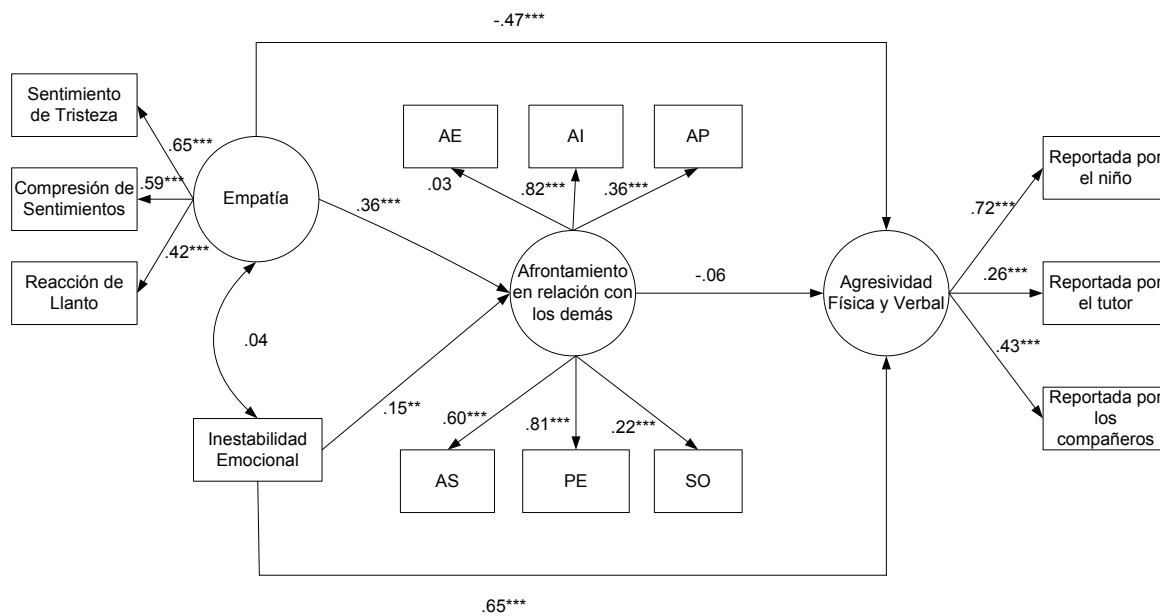 -.47***
Sentimiento
de Tristeza
.65***
Compresión de
Sentimientos
.59***
Reacción de
Llanto
.42***
Empatía
.04
Inestabilidad
Emocional
.36***
.15**
AE
AI
AP
.03
.82***
.36***
Afrontamiento
en relación con
los demás
-.06
.60***
.81***
.22***
AS
PE
SO
Agresividad
Física y Verbal
.72***
.26***
.43***
Reportada por
el niño
Reportada por
el tutor
Reportada por
los
compañeros
.65***